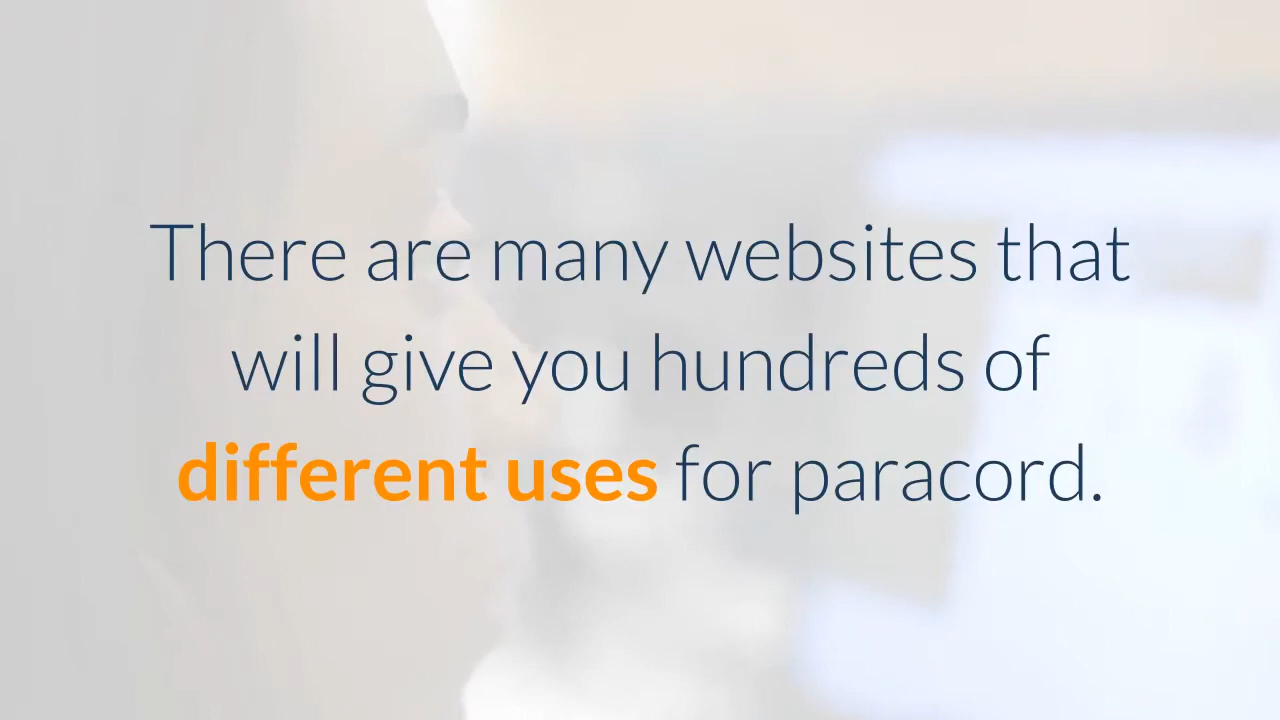 There are many websites that
will give you hundreds of
different uses for paracord.